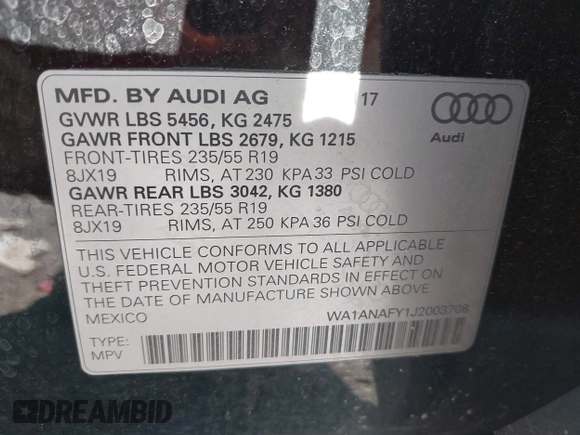 MFD. BY AUDI AG 17
GVWR LBS 5456, KG 2475
GAWR FRONT LBS 2679, KG 1215
FRONT-TIRES 235/55 R19
8JX19 RIMS, AT 230 KPA 33 PSI COLD
GAWR REAR LBS 3042, KG 1380
REAR-TIRES 235/55 R19
8JX19 RIMS, AT 250 KPA 36 PSI COLD
Audi
THIS VEHICLE CONFORMS TO ALL APPLICABLE
U.S. FEDERAL MOTOR VEHICLE SAFETY AND
THEFT PREVENTION STANDARDS IN EFFECT ON
THE DATE OF MANUFACTURE SHOWN ABOVE.
MEXICO
WA1ANAFY1J2003706
TYPE:
MPV
DREAMBID